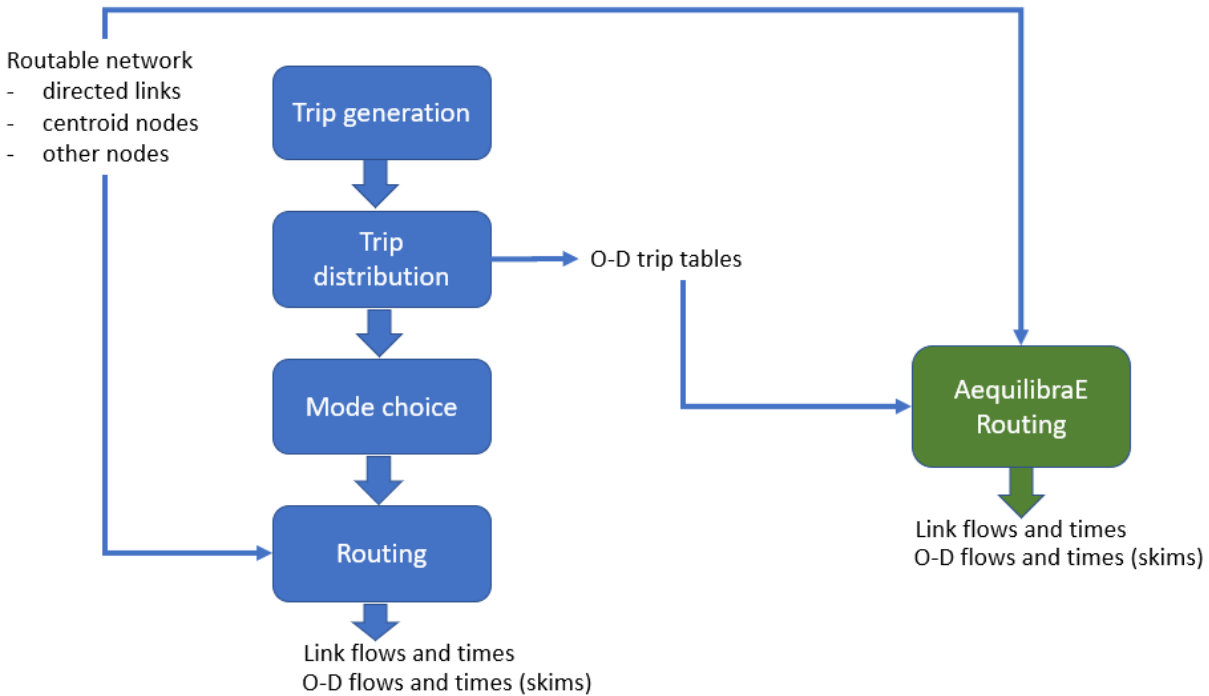 Routable network
- directed links
- centroid nodes
- other nodes
Trip generation
Trip
distribution
O-D trip tables
Mode choice
AequilibraE
Routing
Routing
Link flows and times
O-D flows and times (skims)
Link flows and times
O-D flows and times (skims)